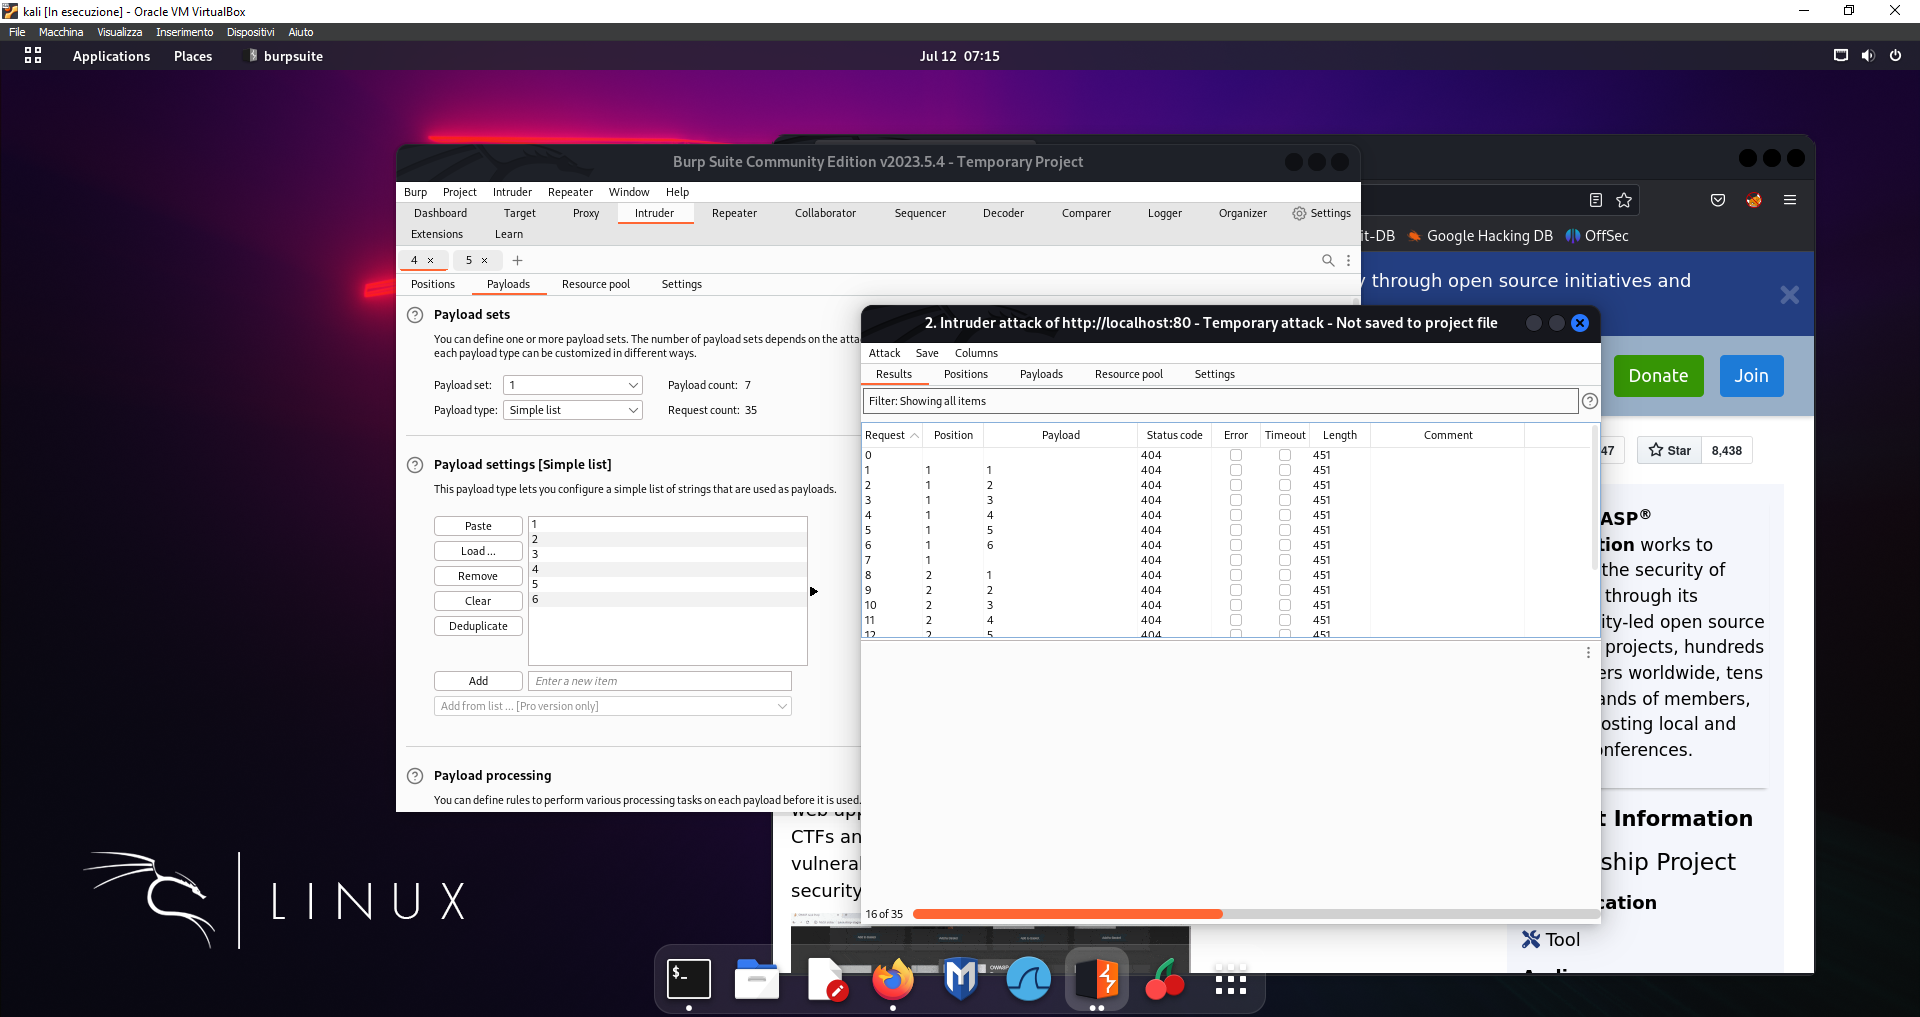 kali [In esecuzione] - Oracle VM VirtualBox
File Macchina Visualizza Inserimento Dispositivi Aiuto
Applications Places burpsuite Jul 12 07:15
Burp Suite Community Edition v2023.5.4 - Temporary Project
Burp Project Intruder Repeater Window Help
Dashboard Target Proxy Intruder Repeater Collaborator Sequencer Decoder Comparer Logger Organizer Settings
Extensions Learn
4 × 5 × +
Positions Payloads Resource pool Settings
Payload sets
You can define one or more payload sets. The number of payload sets depends on the atta
each payload type can be customized in different ways.
Payload set: 1 Payload count: 7
Payload type: Simple list Request count: 35
Payload settings [Simple list]
This payload type lets you configure a simple list of strings that are used as payloads.
Paste
Load ...
Remove
Clear
Deduplicate
1
2
3
4
5
6
Add Enter a new item
Add from list ... [Pro version only]
Payload processing
You can define rules to perform various processing tasks on each payload before it is used.
2. Intruder attack of http://localhost:80 - Temporary attack - Not saved to project file
Attack Save Columns
Results Positions Payloads Resource pool Settings
Filter: Showing all items
Request Position Payload Status code Error Timeout Length Comment
0 404 451
1 1 1 404 451
2 1 2 404 451
3 1 3 404 451
4 1 4 404 451
5 1 5 404 451
6 1 6 404 451
7 1 404 451
8 2 1 404 451
9 2 2 404 451
10 2 3 404 451
11 2 4 404 451
12 2 5 404 451
16 of 35
it-DB Google Hacking DB OffSec
y through open source initiatives and
Donate Join
47 Star 8,438
ASP®
tion works to
the security of
through its
ity-led open source
projects, hundreds
ers worldwide, tens
ands of members,
osting local and
onferences.
t Information
ship Project
cation
Tool
web app
CTFs an
vulneral
security
LINUX